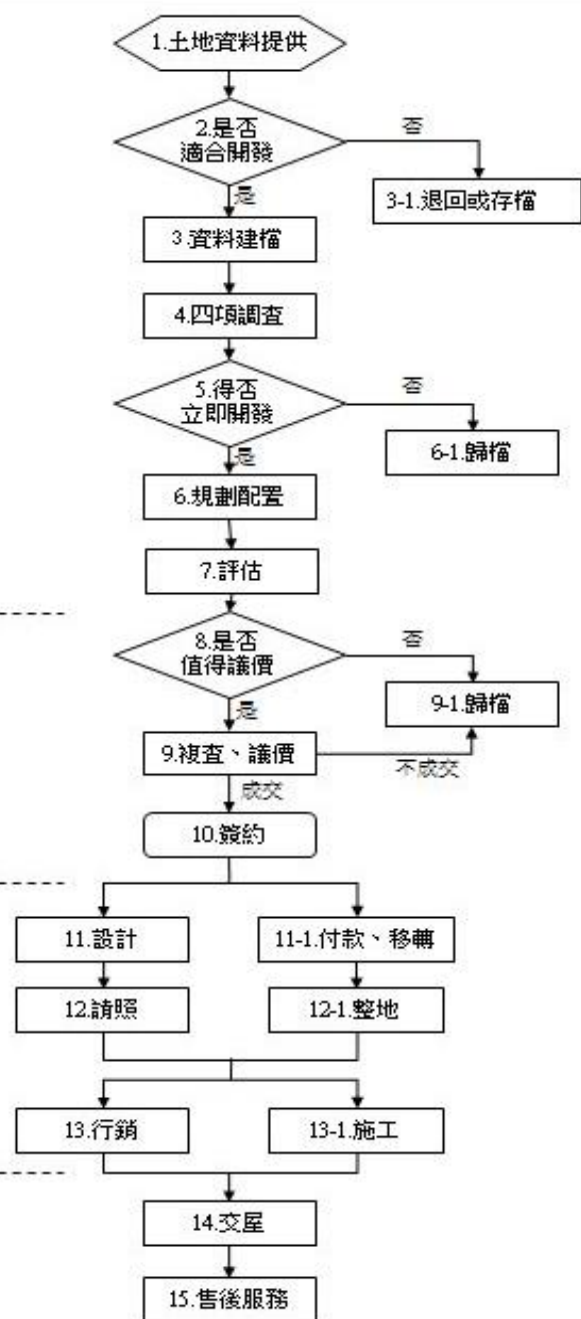 1.土地資料提供
2.是否
適合開發
否
3-1.退回或存檔
是
3.資料建檔
4.四項調查
5.得否
立即開發
否
6-1.歸檔
是
6.規劃配置
7.評估
8.是否
值得議價
否
9-1.歸檔
是
9.複查、議價
不成交
成交
10.簽約
11.設計
11-1.付款、移轉
12.請照
12-1.整地
13.行銷
13-1.施工
14.交屋
15.售後服務